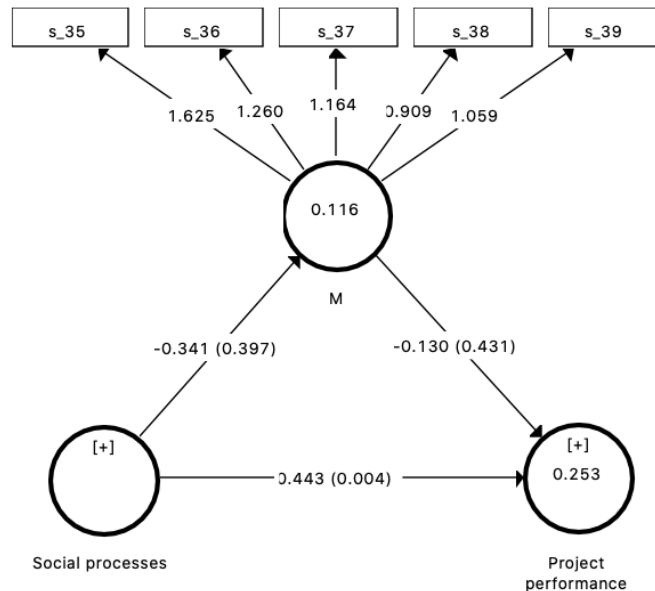 s_35 s_36 s_37 s_38 s_39
1.625 1.260 1.164 0.909 1.059
0.116
M
-0.341 (0.397) -0.130 (0.431)
[+] [+]
0.443 (0.004) 0.253
Social processes Project
performance